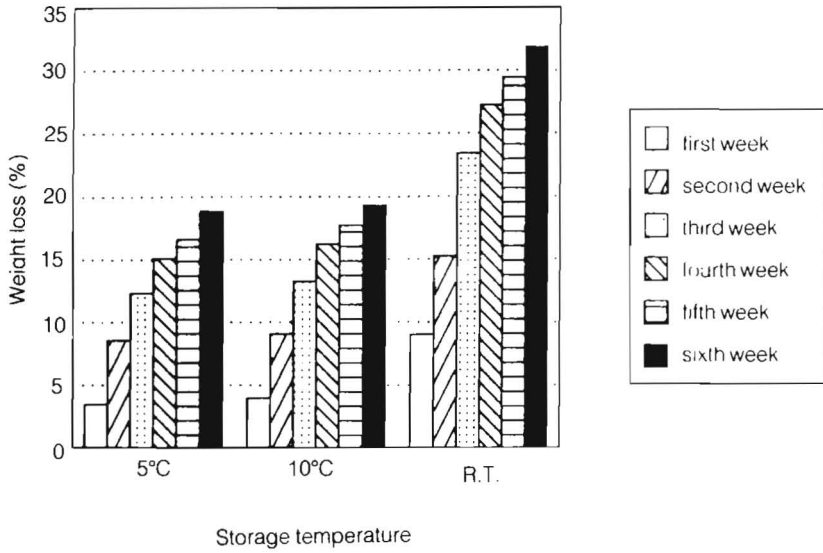 Weight loss (%)
35
30
25
20
15
10
5
0
5°C
10°C
R.T.
Storage temperature
first week
second week
third week
fourth week
fifth week
sixth week